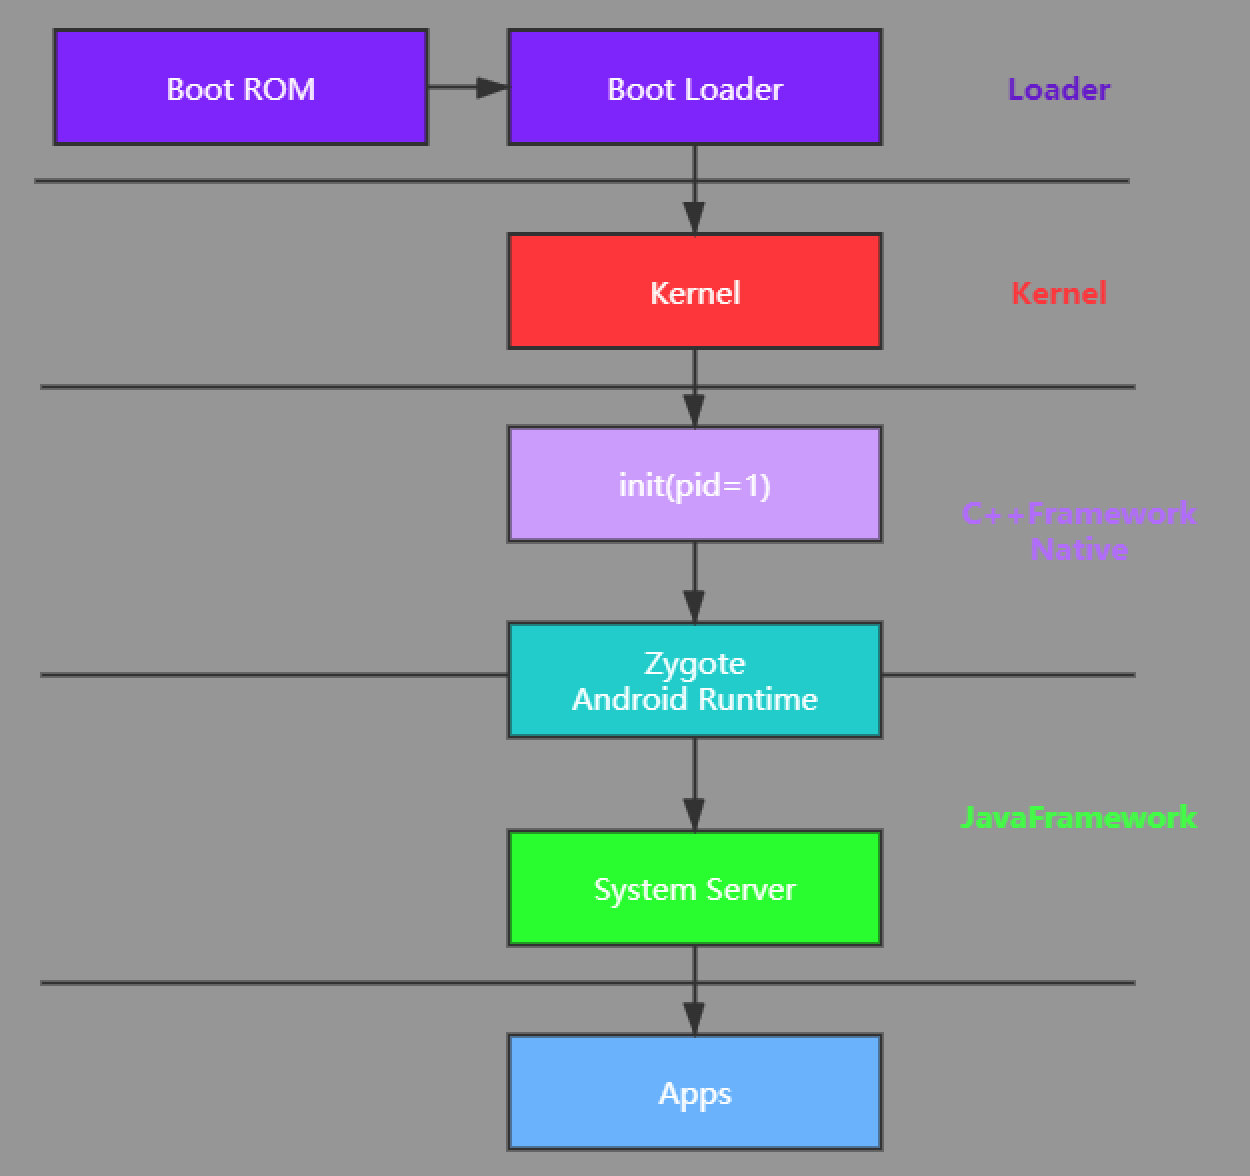 Boot ROM
Boot Loader
Loader
Kernel
Kernel
init(pid=1)
C++Framework
Native
Zygote
Android Runtime
JavaFramework
System Server
Apps